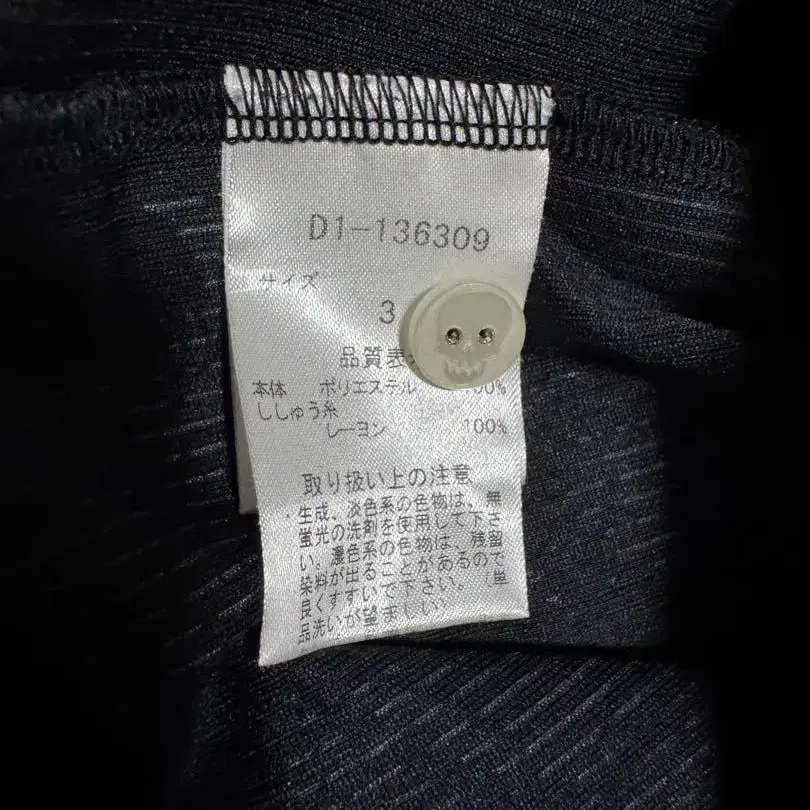 D1-136309
サイズ
3
品質表
本体 ポリエステル 100%
ししゅう糸
レーヨン 100%
取り扱い上の注意
・生成、淡色系の色物は、無
蛍光の洗剤を使用して下さ
い。濃色系の色物は、残留
染料が出ることがあるので
良くすすいで下さい。（単
品洗いが望ましい）